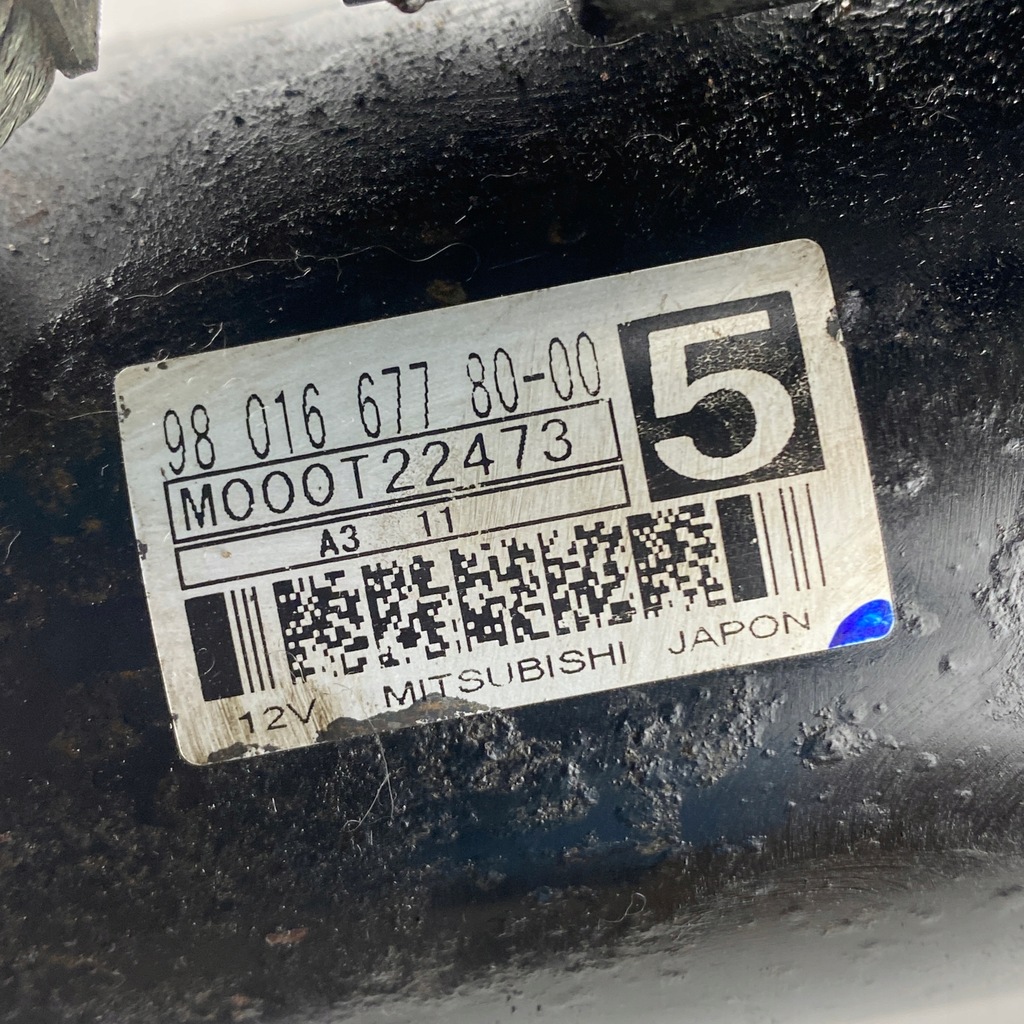 98 016 677 80-00
5
M000T22473
A3 11
12V MITSUBISHI JAPON